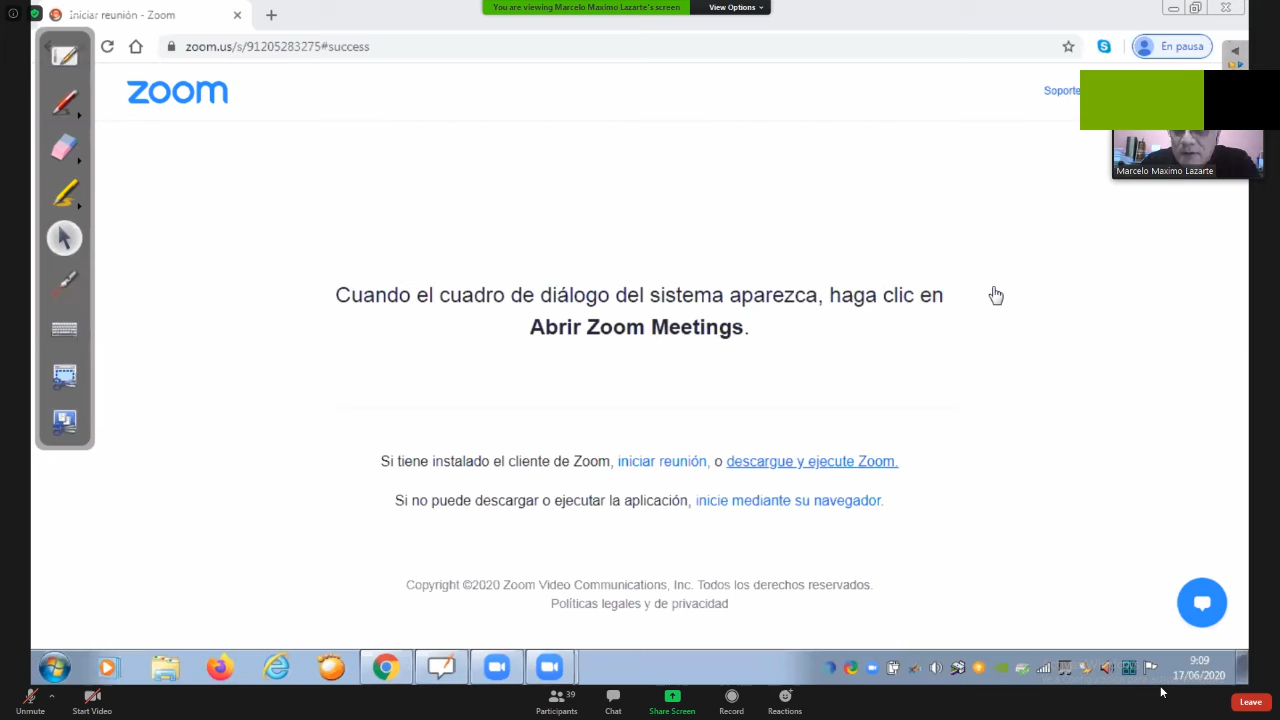 Iniciar reunión - Zoom
You are viewing Marcelo Maximo Lazarte's screen
View Options
zoom.us/s/91205283275#success
En pausa
zoom
Soporte
Marcelo Maximo Lazarte
Cuando el cuadro de diálogo del sistema aparezca, haga clic en
Abrir Zoom Meetings.
Si tiene instalado el cliente de Zoom, iniciar reunión, o descargue y ejecute Zoom.
Si no puede descargar o ejecutar la aplicación, inicie mediante su navegador.
Copyright ©2020 Zoom Video Communications, Inc. Todos los derechos reservados.
Políticas legales y de privacidad
9:09
17/06/2020
Unmute
Start Video
Participants
39
Chat
Share Screen
Record
Reactions
Leave